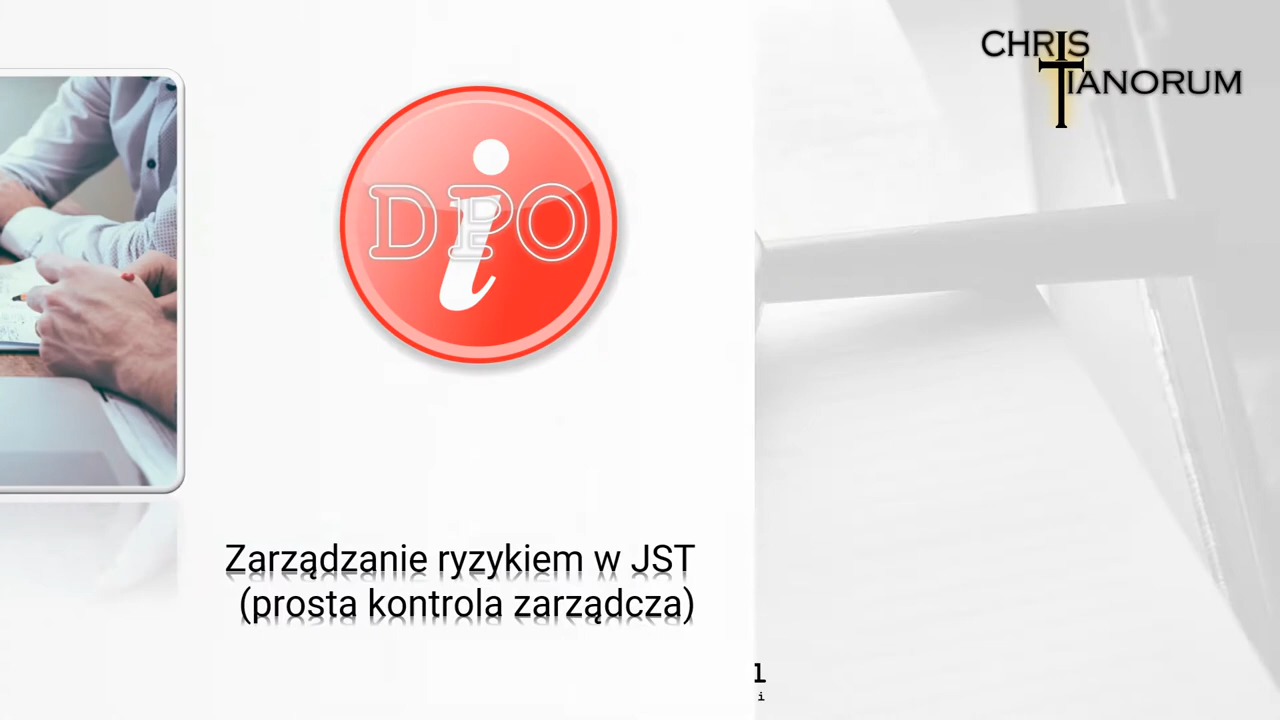 CHRIS
TIANORUM
i
DPO
Zarządzanie ryzykiem w JST
(prosta kontrola zarządcza)
l
i